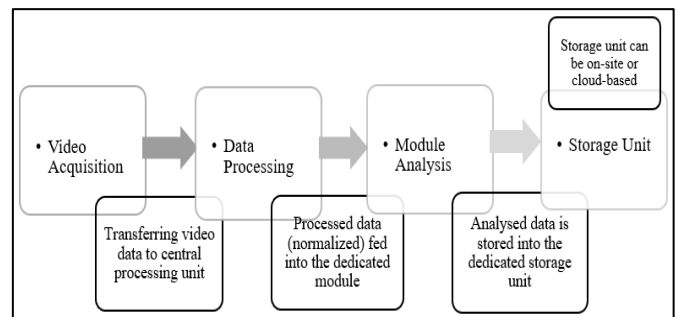 Storage unit can
be on-site or
cloud-based
• Video
Acquisition
• Data
Processing
• Module
Analysis
• Storage Unit
Transferring video
data to central
processing unit
Processed data
(normalized) fed
into the dedicated
module
Analysed data is
stored into the
dedicated storage
unit